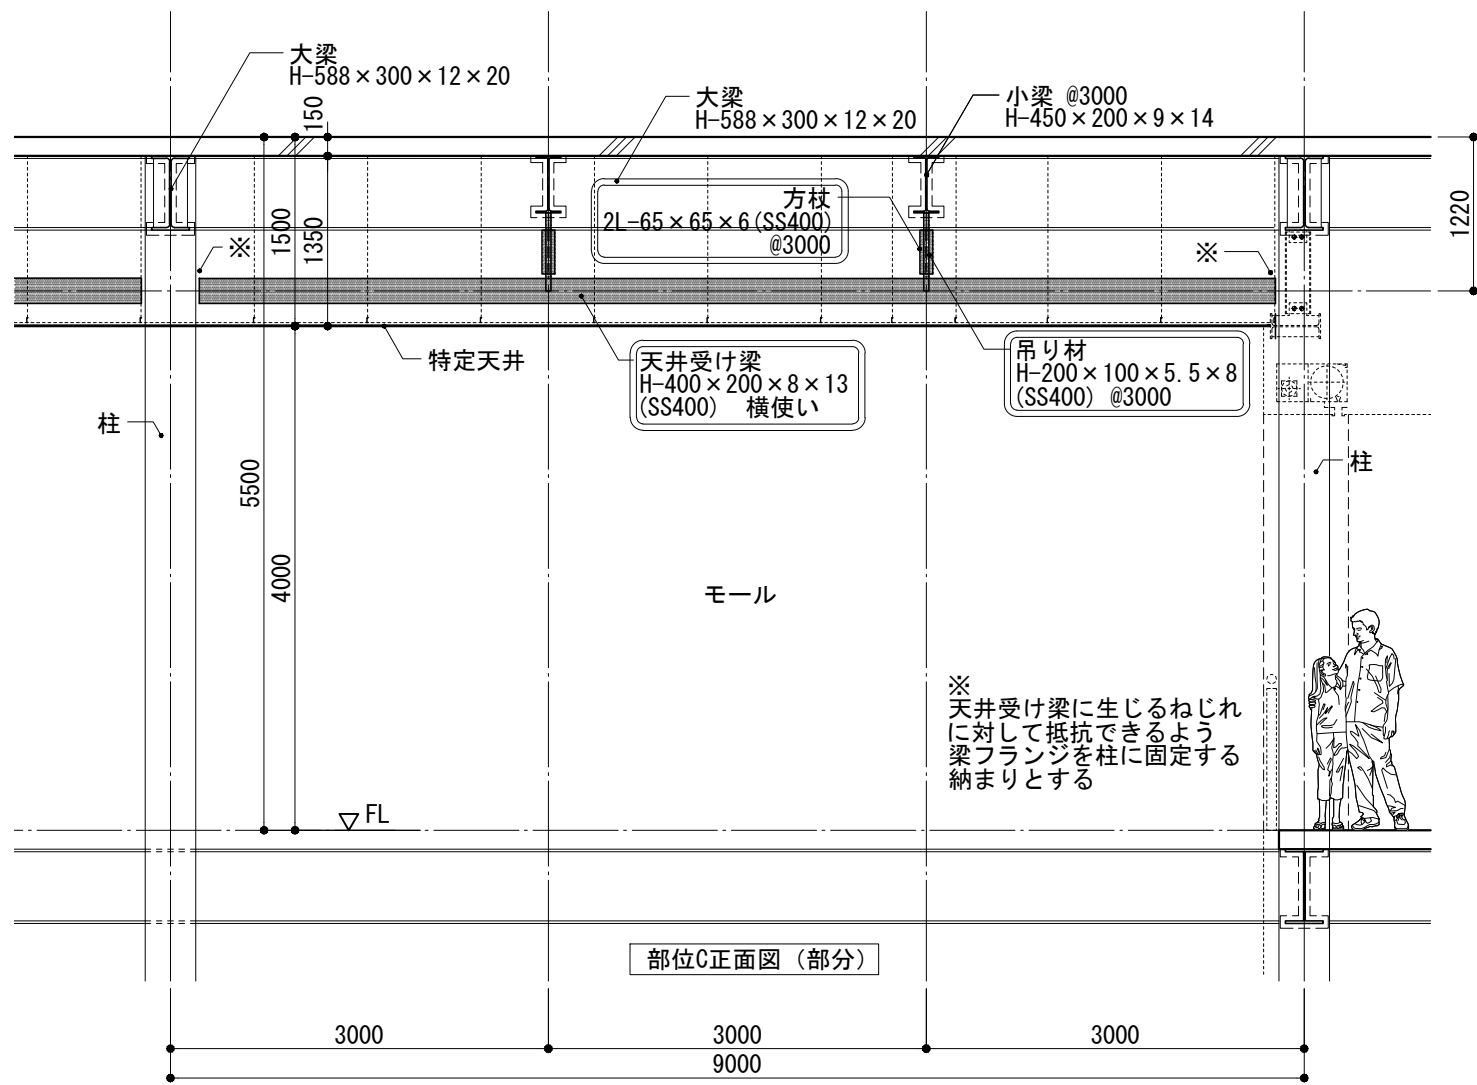 大梁
H-588×300×12×20
大梁
H-588×300×12×20
小梁 @3000
H-450×200×9×14
150
1500
1350
1220
方杖
2L-65×65×6(SS400)
@3000
※
※
特定天井
天井受け梁
H-400×200×8×13
(SS400) 横使い
吊り材
H-200×100×5.5×8
(SS400) @3000
柱
柱
5500
4000
モール
※
天井受け梁に生じるねじれ
に対して抵抗できるよう
梁フランジを柱に固定する
納まりとする
FL
部位C正面図（部分）
3000
3000
3000
9000